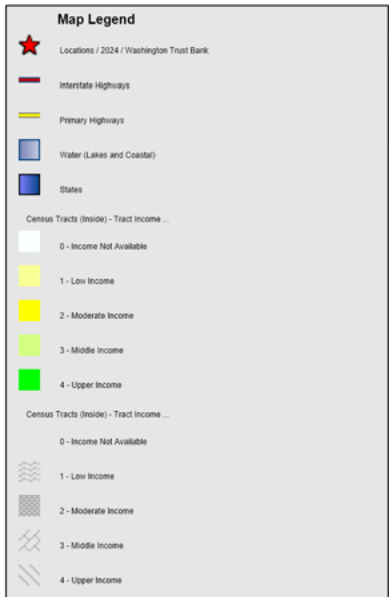 Map Legend
Locations / 2024 / Washington Trust Bank
Interstate Highways
Primary Highways
Water (Lakes and Coastal)
States
Census Tracts (Inside) - Tract Income ...
0 - Income Not Available
1 - Low Income
2 - Moderate Income
3 - Middle Income
4 - Upper Income
Census Tracts (Inside) - Tract Income ...
0 - Income Not Available
1 - Low Income
2 - Moderate Income
3 - Middle Income
4 - Upper Income